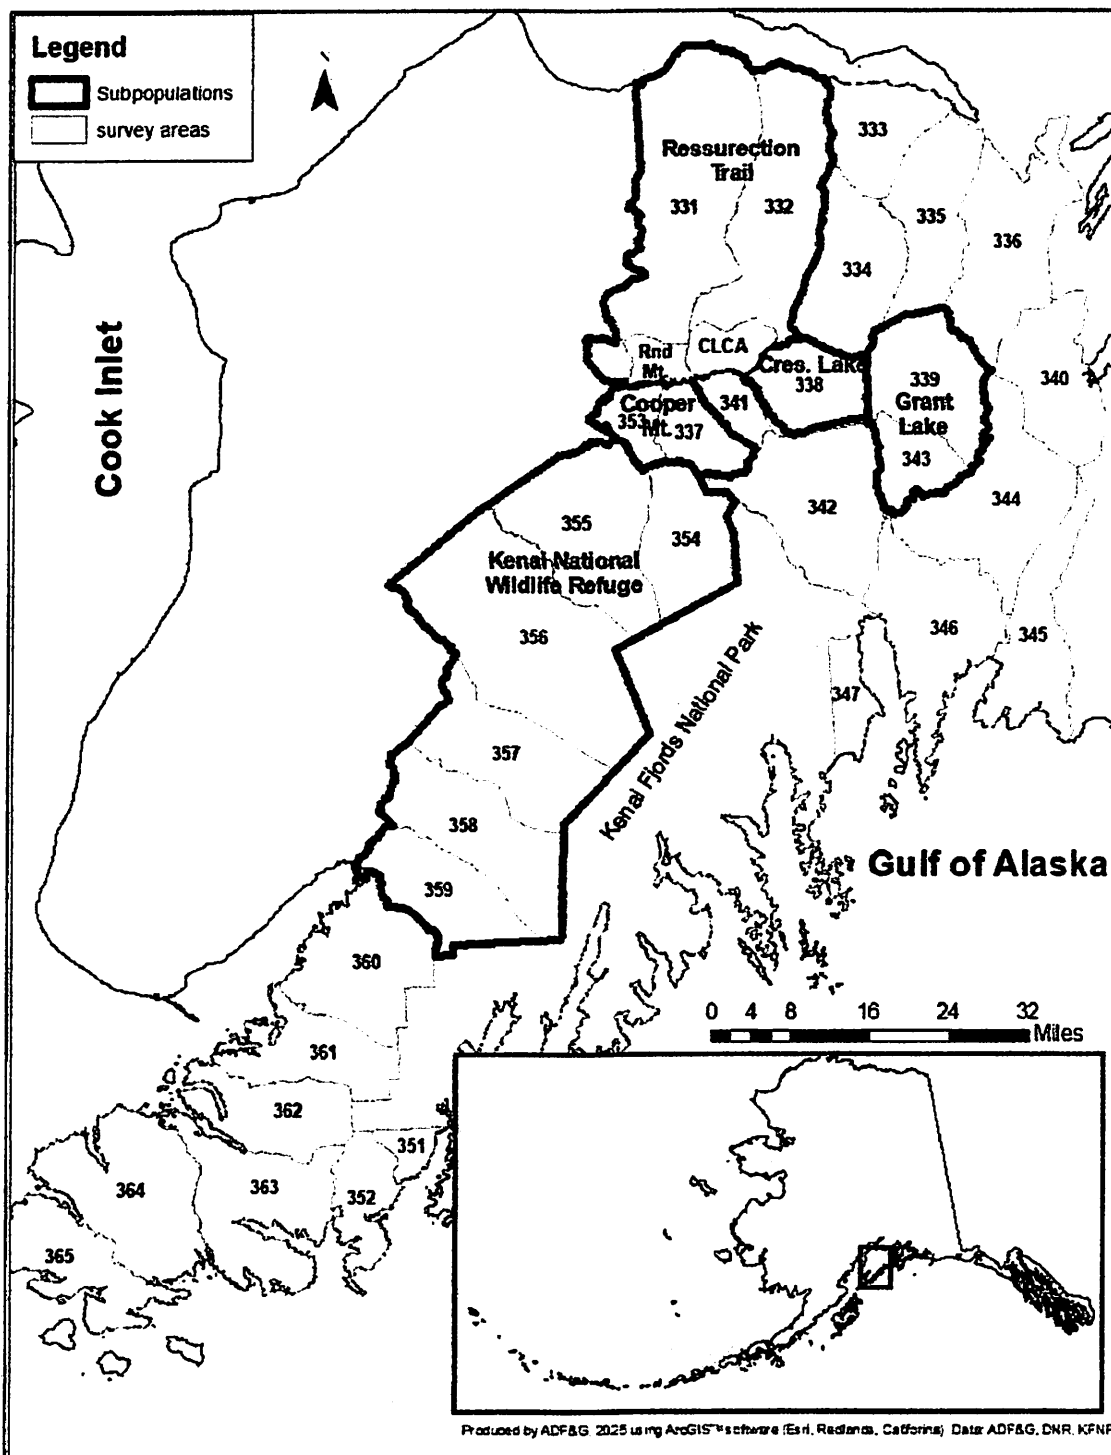 Legend
Subpopulations
survey areas
Ressurection
Trail
331
332
333
334
335
336
Rnd
Mt.
CLCA
Cres. Lake
338
339
Grant
Lake
340
341
Cooper
353 Mt. 337
343
342
344
355
354
Kenai National
Wildlife Refuge
356
346
345
347
Cook Inlet
357
Kenai Fjords National Park
358
359
Gulf of Alaska
360
0 4 8 16 24 32
Miles
361
362
351
364
363
352
365
Produced by ADF&G, 2025 using ArcGIS™ software (Esri, Redlands, California) Data: ADF&G, DNR, KFNP